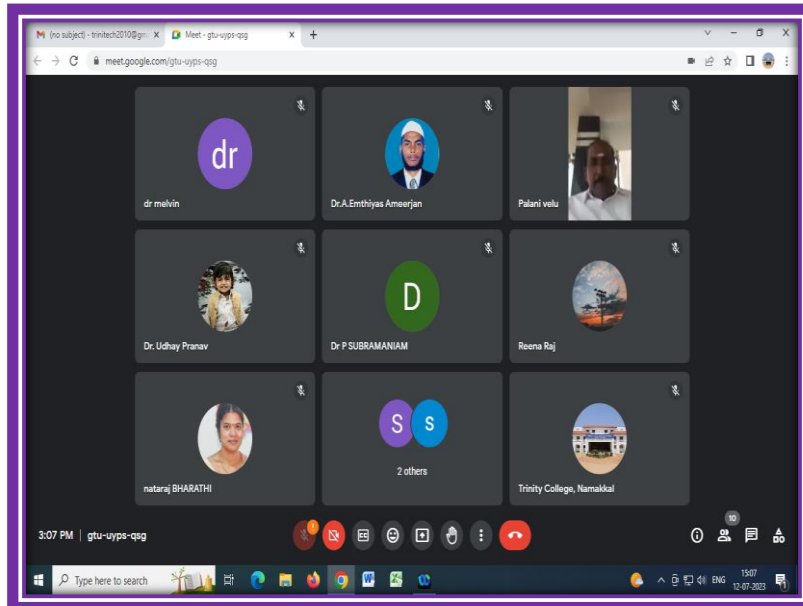 (no subject) - trinitech2010@gm
Meet - gtu-uyps-qsg
meet.google.com/gtu-uyps-qsg
dr
dr melvin
Dr.A.Emthiyas Ameerjan
Palani velu
Dr. Udhay Pranav
D
Dr P SUBRAMANIAM
Reena Raj
nataraj BHARATHI
S s
2 others
Trinity College, Namakkal
3:07 PM | gtu-uyps-qsg
10
Type here to search
ENG
15:07
12-07-2023